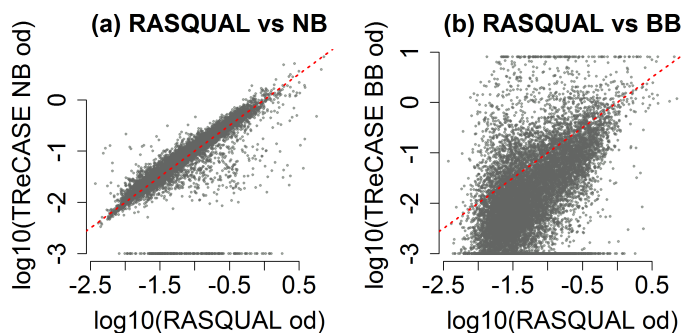 (a) RASQUAL vs NB
log10(TReCASE NB od)
0
-1
-2
-3
-2.5
-1.5
-0.5
0.5
log10(RASQUAL od)
(b) RASQUAL vs BB
log10(TReCASE BB od)
1
0
-1
-2
-3
-2.5
-1.5
-0.5
0.5
log10(RASQUAL od)